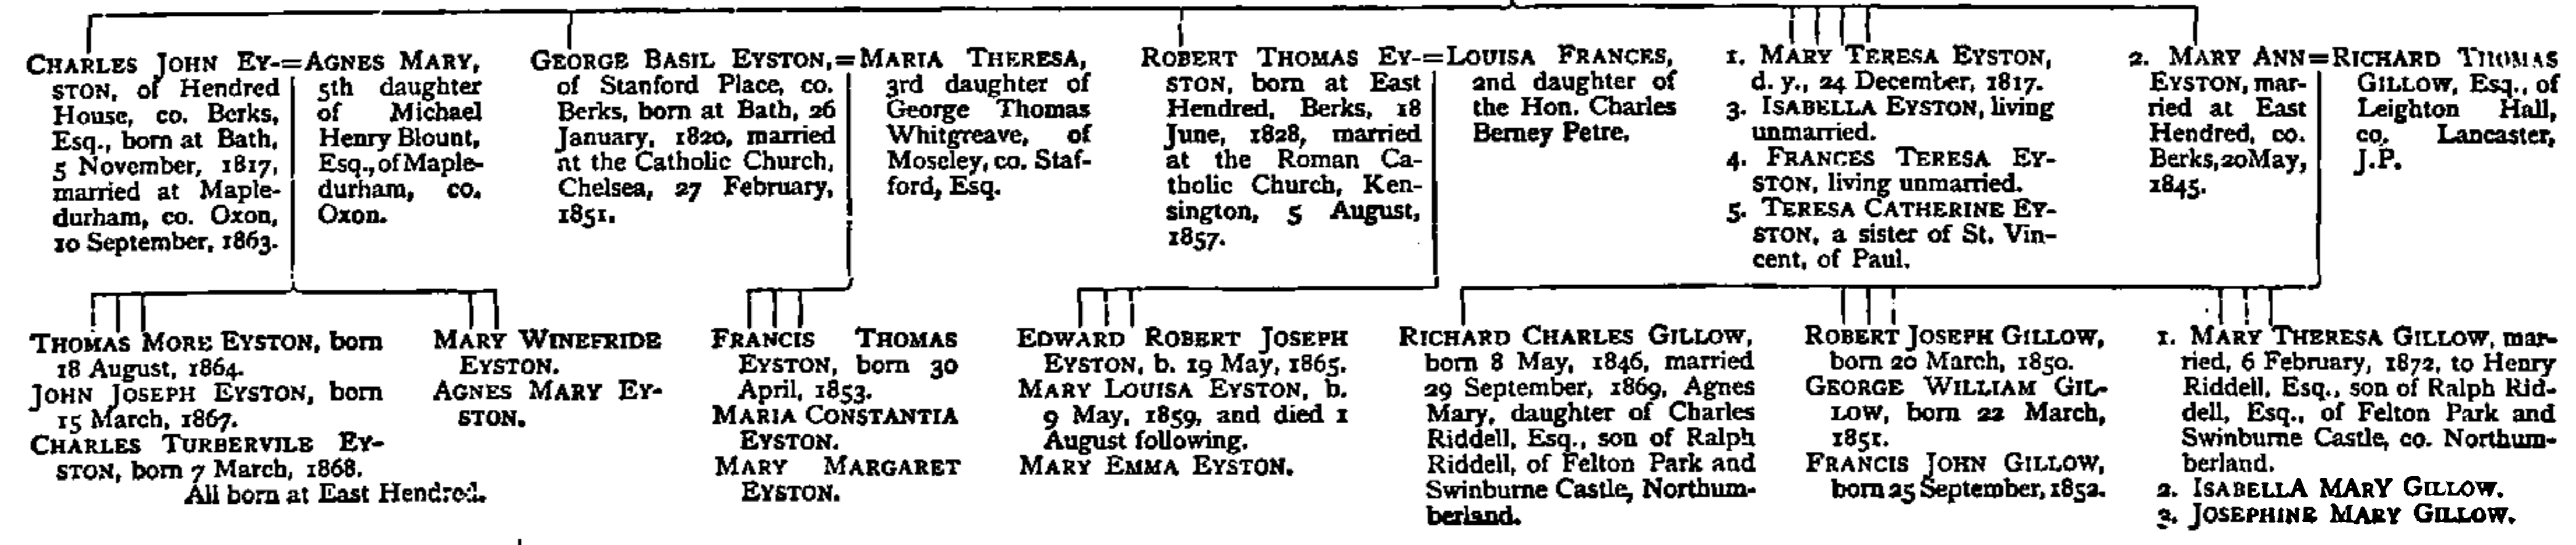 CHARLES JOHN EY-=AGNES MARY,
STON, of Hendred
House, co. Berks,
Esq., born at Bath,
5 November, 1817,
married at Maple-
durham, co. Oxon,
10 September, 1863.
5th daughter
of Michael
Henry Blount,
Esq., of Maple-
durham, co.
Oxon.
GEORGE BASIL EYSTON,=MARIA THERESA,
of Stanford Place, co.
Berks, born at Bath, 26
January, 1820, married
at the Catholic Church,
Chelsea, 27 February,
1851.
3rd daughter of
George Thomas
Whitgreave, of
Moseley, co. Staf-
ford, Esq.
ROBERT THOMAS EY-=LOUISA FRANCES,
STON, born at East
Hendred, Berks, 18
June, 1828, married
at the Roman Ca-
tholic Church, Ken-
sington, 5 August,
1857.
2nd daughter of
the Hon. Charles
Berney Petre.
1. MARY TERESA EYSTON,
d. y., 24 December, 1817.
3. ISABELLA EYSTON, living
unmarried.
4. FRANCES TERESA EY-
STON, living unmarried.
5. TERESA CATHERINE EY-
STON, a sister of St. Vin-
cent, of Paul.
2. MARY ANN=RICHARD THOMAS
EYSTON, mar-
ried at East
Hendred, co.
Berks, 20 May,
1845.
GILLOW, Esq., of
Leighton Hall,
co. Lancaster,
J.P.
THOMAS MORE EYSTON, born
18 August, 1864.
JOHN JOSEPH EYSTON, born
15 March, 1867.
CHARLES TURBERVILE EY-
STON, born 7 March, 1868.
All born at East Hendred.
MARY WINEFRIDE
EYSTON.
AGNES MARY EY-
STON.
FRANCIS THOMAS
EYSTON, born 30
April, 1853.
MARIA CONSTANTIA
EYSTON.
MARY MARGARET
EYSTON.
EDWARD ROBERT JOSEPH
EYSTON, b. 19 May, 1865.
MARY LOUISA EYSTON, b.
9 May, 1859, and died 1
August following.
MARY EMMA EYSTON.
RICHARD CHARLES GILLOW,
born 8 May, 1846, married
29 September, 1869, Agnes
Mary, daughter of Charles
Riddell, Esq., son of Ralph
Riddell, of Felton Park and
Swinburne Castle, Northum-
berland.
ROBERT JOSEPH GILLOW,
born 20 March, 1850.
GEORGE WILLIAM GIL-
LOW, born 22 March,
1851.
FRANCIS JOHN GILLOW,
born 25 September, 1852.
1. MARY THERESA GILLOW, mar-
ried, 6 February, 1872, to Henry
Riddell, Esq., son of Ralph Rid-
dell, Esq., of Felton Park and
Swinburne Castle, co. Northum-
berland.
2. ISABELLA MARY GILLOW.
3. JOSEPHINE MARY GILLOW.